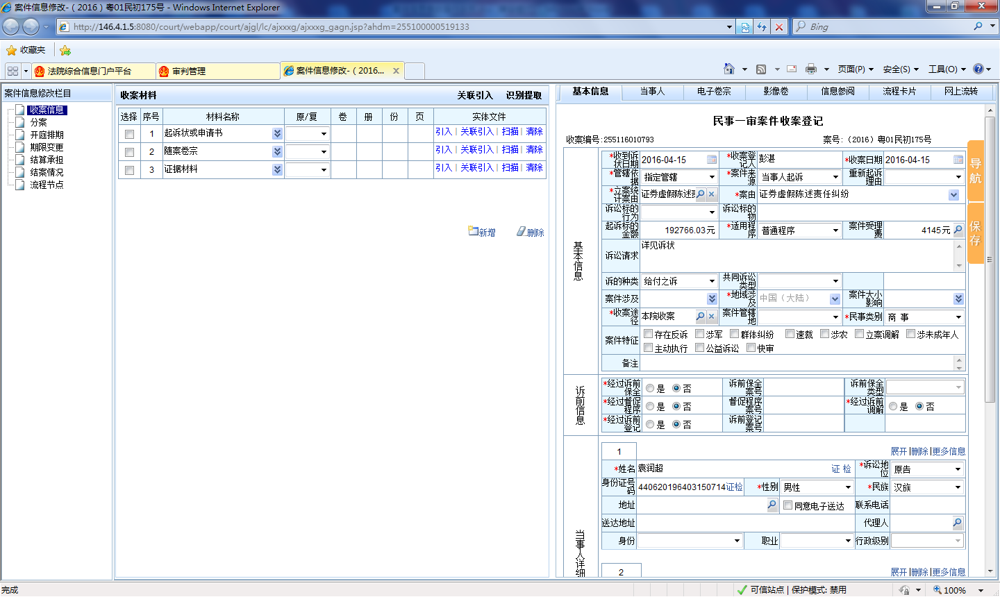 案件信息修改-（2016）粤01民初175号 - Windows Internet Explorer
http://146.4.1.5:8080/court/webapp/court/ajgl/lc/ajxxxg/ajxxxg_gagn.jsp?ahdm=255100000519133
Bing
收藏夹
法院综合信息门户平台
审判管理
案件信息修改-（2016...
页面(P)
安全(S)
工具(O)
案件信息修改栏目
收案信息
分案
开庭排期
期限变更
结算承担
结案情况
流程节点
收案材料
关联引入 识别提取
选择 序号 材料名称 原/复 卷 册 份 页 实体文件
1 起诉状或申请书 引入 | 关联引入 | 扫描 | 清除
2 随案卷宗 引入 | 关联引入 | 扫描 | 清除
3 证据材料 引入 | 关联引入 | 扫描 | 清除
新增 删除
基本信息 当事人 电子卷宗 影像卷 信息参阅 流程卡片 网上流转
民事一审案件收案登记
收案编号:255116010793 案号:（2016）粤01民初175号
基本信息
*收到诉状日期 2016-04-15 *收案登记人 彭湛 *收案日期 2016-04-15
*管辖依据 指定管辖 *案件来源 当事人起诉 重新起诉理由
*立案统计案由 证券虚假陈述 *案由 证券虚假陈述责任纠纷
诉讼标的行为 诉讼标的物
起诉标的金额 192766.03元 *适用程序 普通程序 案件受理费 4145元
诉讼请求 详见诉状
诉的种类 给付之诉 共同诉讼类型
案件涉及 *地域涉及 中国（大陆） 案件大小影响
*收案途径 本院收案 案件管辖地 *民事类别 商 事
案件特征 存在反诉 涉军 群体纠纷 速裁 涉农 立案调解 涉未成年人
主动执行 公益诉讼 快审
备注
诉前信息
*经过诉前保全 是 否 诉前保全案号 诉前保全类型
*经过督促程序 是 否 督促程序案号 *经过诉前调解 是 否
*经过诉前登记 是 否 诉前登记案号
当事人详细
1 展开|删除|更多信息
*姓名 袁润超 证 检 *诉讼地位 原告
身份证号码 440620196403150714 证检 *性别 男性 *民族 汉族
地址 同意电子送达 联系电话
送达地址 代理人
身份 职业 行政级别
2 展开|删除|更多信息
导航
保存
完成
可信站点 | 保护模式: 禁用
100%